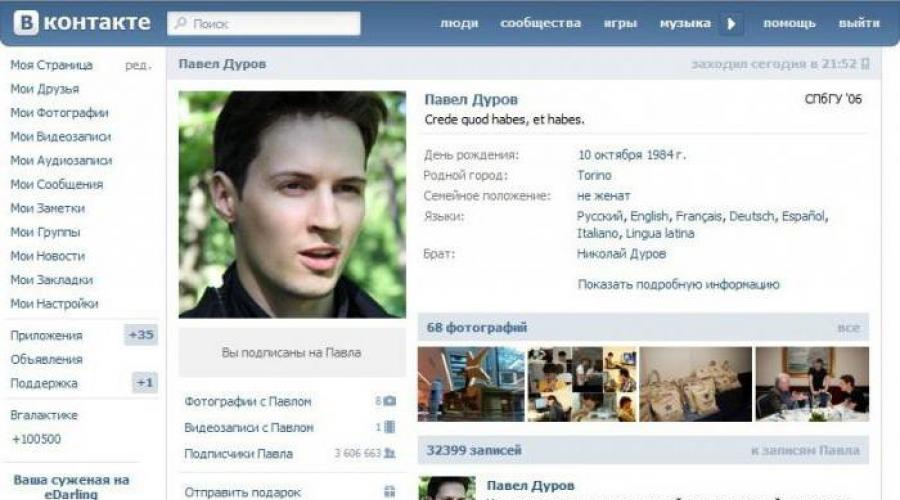 В контакте
Поиск
люди сообщества игры музыка помощь выйти
Моя Страница ред.
Мои Друзья
Мои Фотографии
Мои Видеозаписи
Мои Аудиозаписи
Мои Сообщения
Мои Заметки
Мои Группы
Мои Новости
Мои Закладки
Мои Настройки
Приложения +35
Объявления
Поддержка +1
Вгалактике
+100500
Ваша суженая на
eDarling
Павел Дуров заходил сегодня в 21:52
Вы подписаны на Павла
Фотографии с Павлом 8
Видеозаписи с Павлом 1
Подписчики Павла 3 606 663
Отправить подарок
Павел Дуров СПбГУ '06
Crede quod habes, et habes.
День рождения: 10 октября 1984 г.
Родной город: Torino
Семейное положение: не женат
Языки: Русский, English, Français, Deutsch, Español,
Italiano, Lingua latina
Брат: Николай Дуров
Показать подробную информацию
68 фотографий все
32399 записей к записям Павла
Павел Дуров